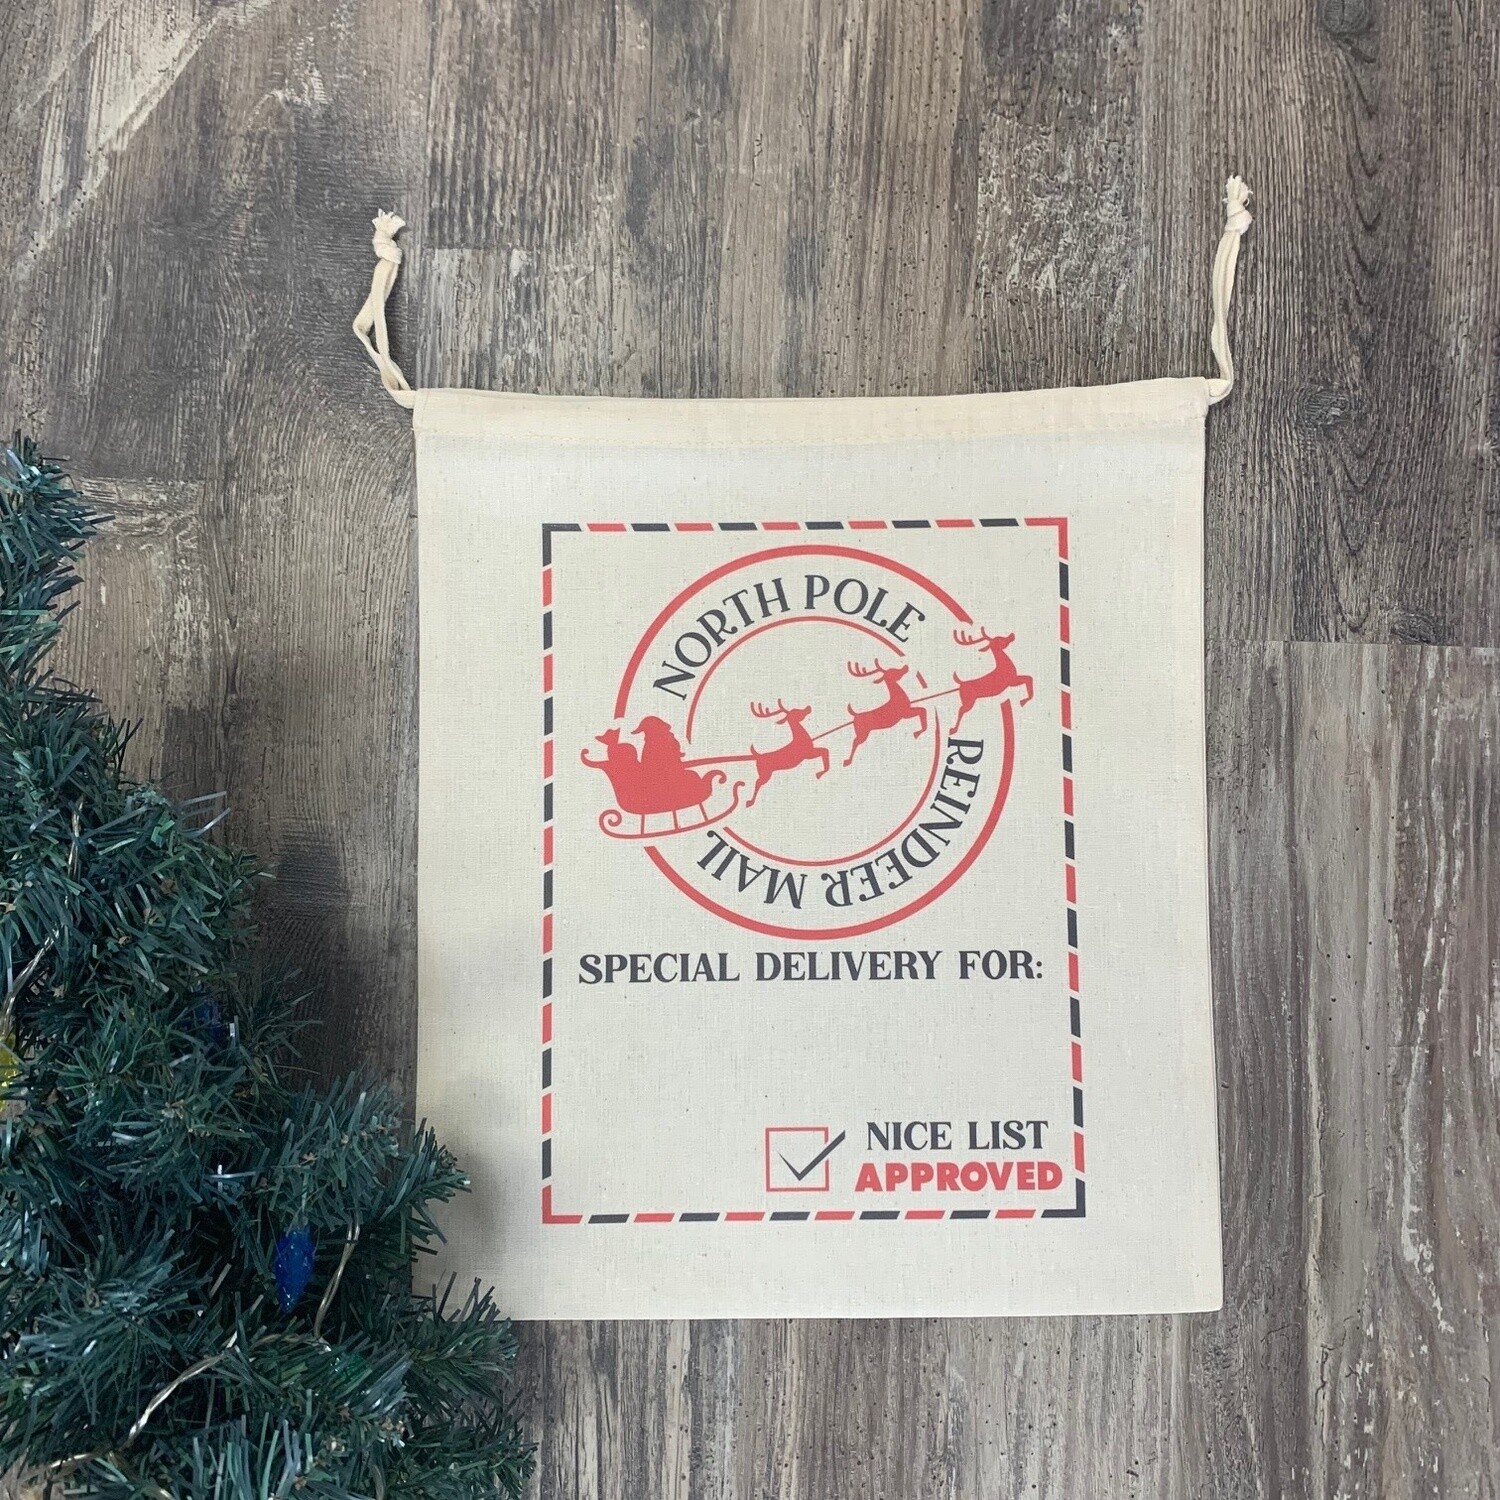 NORTH POLE
REINDEER MAIL
SPECIAL DELIVERY FOR:
NICE LIST
APPROVED